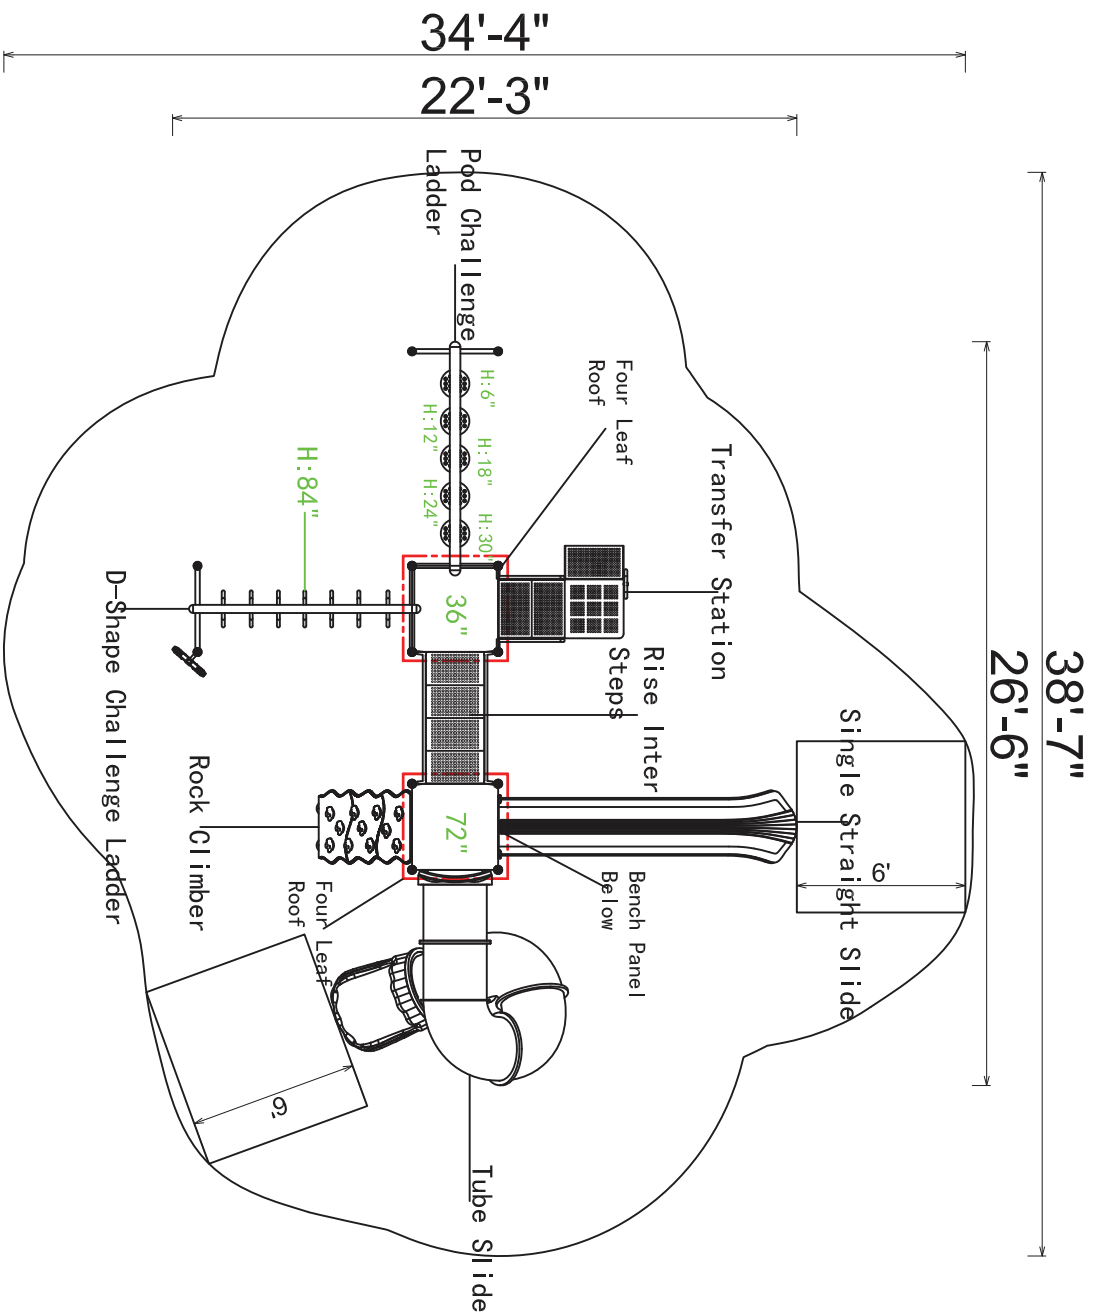 34'-4"
22'-3"
38'-7"
26'-6"
Pod Challenge
Ladder
H:6"
H:12"
H:18"
H:24"
H:30"
Four Leaf
Roof
Transfer Station
H:84"
36"
D-Shape Challenge Ladder
Rise Inter
Steps
Rock Climber
72"
Single Straight Slide
6'
Bench Panel
Below
Four Leaf
Roof
6'
Tube Slide